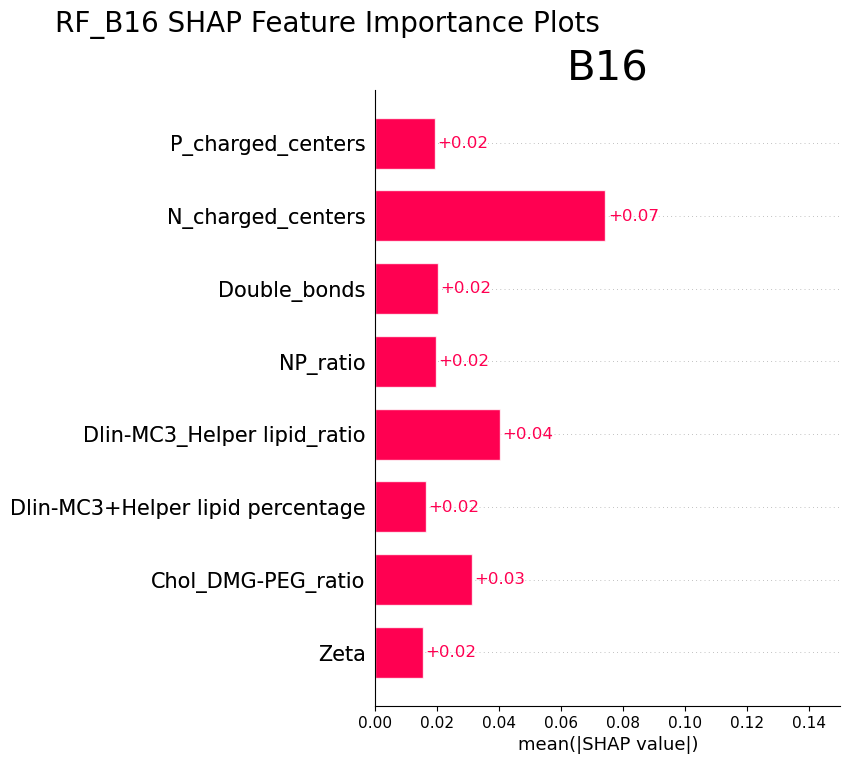 RF_B16 SHAP Feature Importance Plots
B16
P_charged_centers
+0.02
N_charged_centers
+0.07
Double_bonds
+0.02
NP_ratio
+0.02
Dlin-MC3_Helper lipid_ratio
+0.04
Dlin-MC3+Helper lipid percentage
+0.02
Chol_DMG-PEG_ratio
+0.03
Zeta
+0.02
0.00 0.02 0.04 0.06 0.08 0.10 0.12 0.14
mean(|SHAP value|)